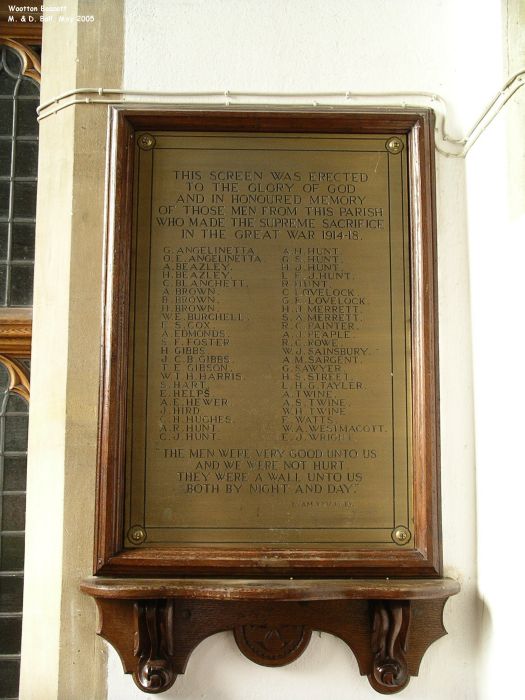 Wootton Bassett
M. & D. Ball, May 2005
THIS SCREEN WAS ERECTED
TO THE GLORY OF GOD
AND IN HONOURED MEMORY
OF THOSE MEN FROM THIS PARISH
WHO MADE THE SUPREME SACRIFICE
IN THE GREAT WAR 1914-18.
G. ANGELINETTA.
O. E. ANGELINETTA.
A. BEAZLEY.
H. BEAZLEY.
C. BLANCHETT.
A. BROWN.
B. BROWN.
H. BROWN.
W. E. BURCHELL.
F. S. COX.
A. EDMONDS.
S. F. FOSTER
H. GIBBS
J. C. B. GIBBS.
T. E. GIBSON.
W. T. H. HARRIS.
S. HART.
E. HELPS
A. E. HEWER
J. HIRD
C. H. HUGHES.
A. R. HUNT.
C. J. HUNT.
A. H. HUNT.
G. S. HUNT.
H. J. HUNT.
E. F. J. HUNT.
R. HUNT.
C. LOVELOCK.
G. E. LOVELOCK.
H. J. MERRETT.
S. A. MERRETT.
R. C. PAINTER.
A. J. PEAPLE.
R. C. ROWE.
W. J. SAINSBURY.
A. M. SARGENT.
G. SAWYER.
H. S. STREET.
L. H. G. TAYLER.
A. TWINE.
A. S. TWINE.
W. H. TWINE
F. WATTS
W. A. WESTMACOTT.
E. J. WRIGHT.
"THE MEN WERE VERY GOOD UNTO US
AND WE WERE NOT HURT
THEY WERE A WALL UNTO US
BOTH BY NIGHT AND DAY."